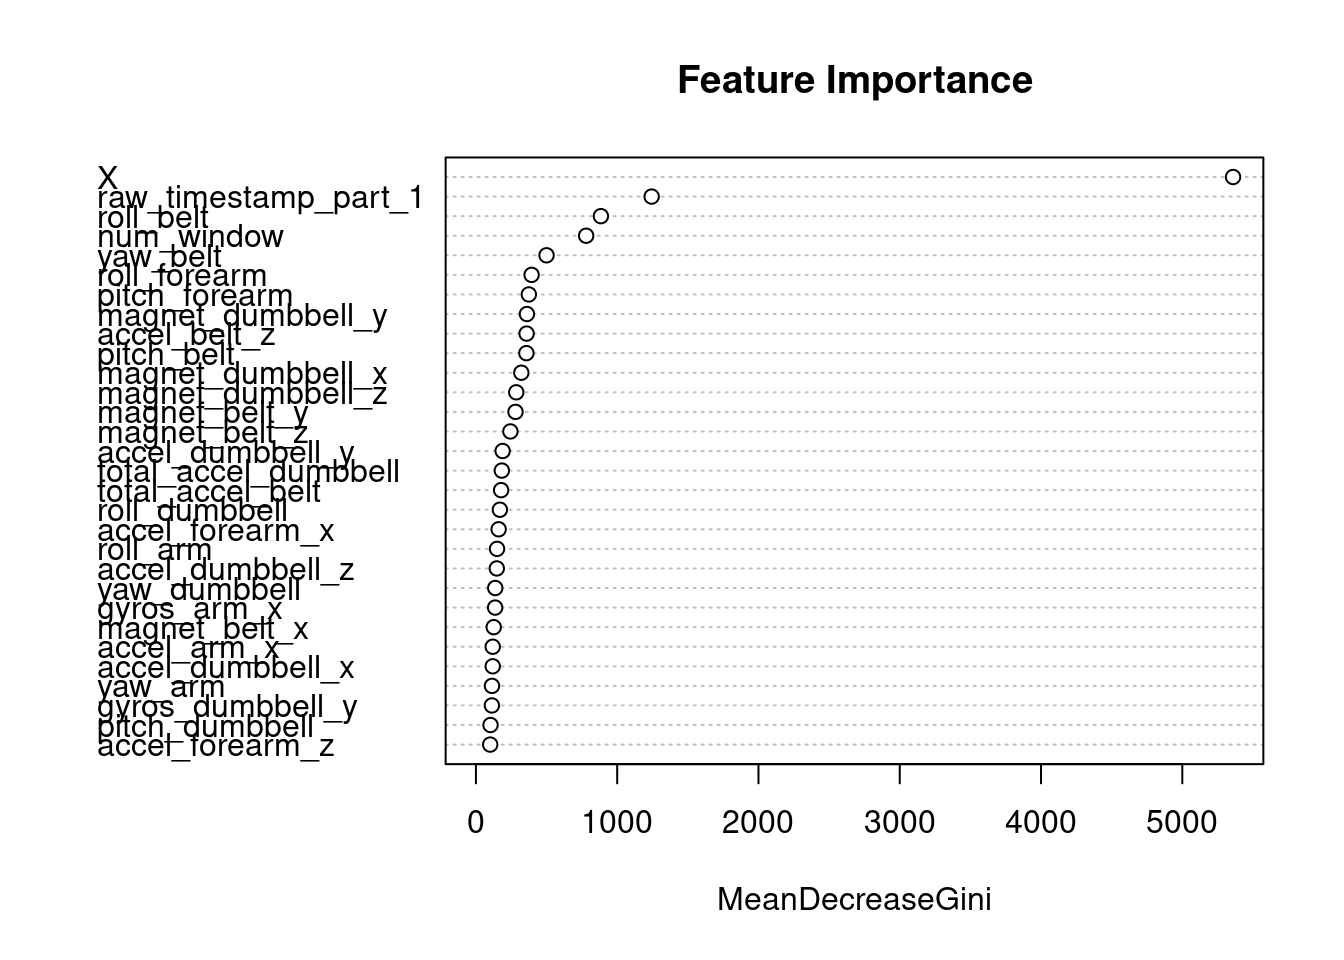 Feature Importance
X
raw_timestamp_part_1
roll_belt
num_window
yaw_belt
roll_forearm
pitch_forearm
magnet_dumbbell_y
accel_belt_z
pitch_belt
magnet_dumbbell_x
magnet_dumbbell_z
magnet_belt_y
magnet_belt_z
accel_dumbbell_y
total_accel_dumbbell
total_accel_belt
roll_dumbbell
accel_forearm_x
roll_arm
accel_dumbbell_z
yaw_dumbbell
gyros_arm_x
magnet_belt_x
accel_arm_x
accel_dumbbell_x
yaw_arm
gyros_dumbbell_y
pitch_dumbbell
accel_forearm_z
0 1000 2000 3000 4000 5000
MeanDecreaseGini